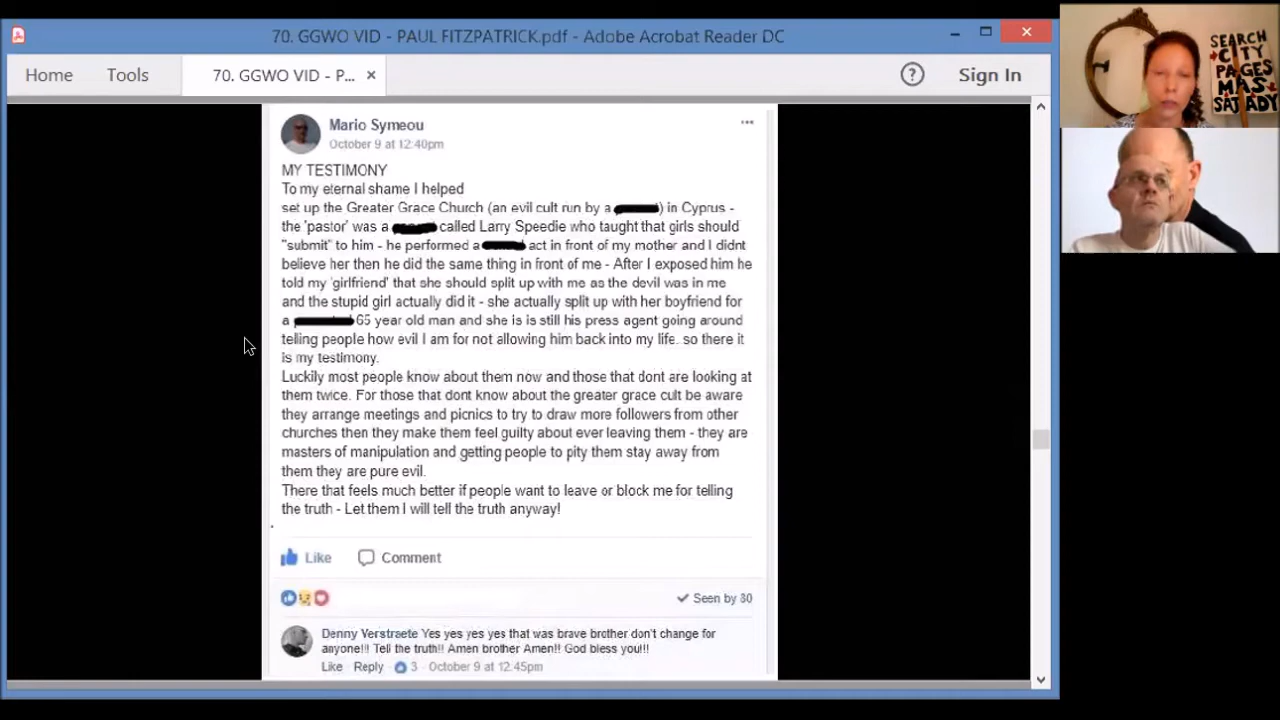 70. GGWO VID - PAUL FITZPATRICK.pdf - Adobe Acrobat Reader DC
Home Tools 70. GGWO VID - P... × ? Sign In
Mario Symeou
October 9 at 12:40pm
MY TESTIMONY
To my eternal shame I helped
set up the Greater Grace Church (an evil cult run by a ) in Cyprus -
the 'pastor' was a called Larry Speedie who taught that girls should
"submit" to him - he performed a act in front of my mother and I didnt
believe her then he did the same thing in front of me - After I exposed him he
told my 'girlfriend' that she should split up with me as the devil was in me
and the stupid girl actually did it - she actually split up with her boyfriend for
a 65 year old man and she is is still his press agent going around
telling people how evil I am for not allowing him back into my life. so there it
is my testimony.
Luckily most people know about them now and those that dont are looking at
them twice. For those that dont know about the greater grace cult be aware
they arrange meetings and picnics to try to draw more followers from other
churches then they make them feel guilty about ever leaving them - they are
masters of manipulation and getting people to pity them stay away from
them they are pure evil.
There that feels much better if people want to leave or block me for telling
the truth - Let them I will tell the truth anyway!
Like Comment
Seen by 80
Denny Verstraete Yes yes yes yes that was brave brother don't change for
anyone!!! Tell the truth!! Amen brother Amen!! God bless you!!!
Like · Reply · 3 · October 9 at 12:45pm
SEARCH
CITY
PAGES
MAS